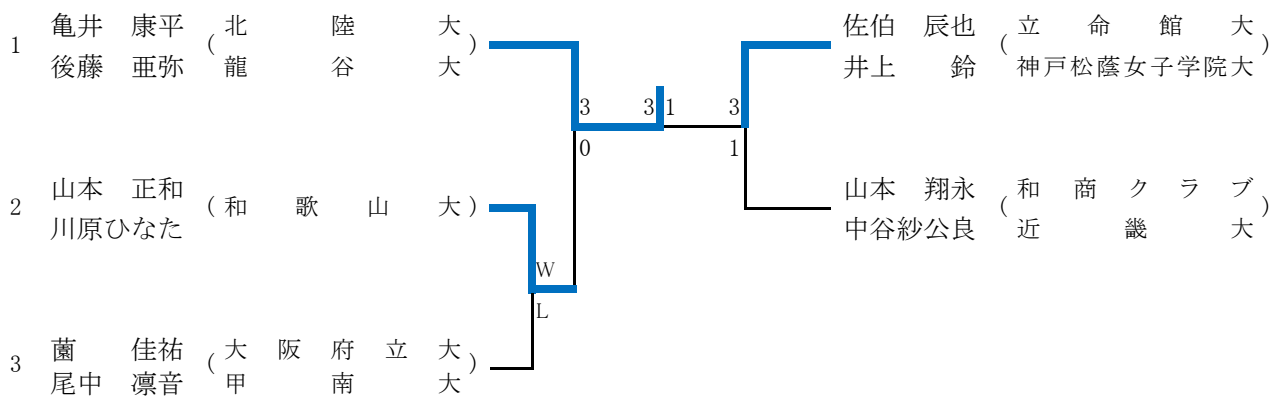 1 亀井 康平 (北陸大) 佐伯 辰也 (立命館大)
後藤 亜弥 龍谷大 井上 鈴 神戸松蔭女子学院大
3 3 1 3
0 1
2 山本 正和 (和歌山大) 山本 翔永 (和商クラブ)
川原ひなた 中谷紗公良 近畿大
W
L
3 薗 佳祐 (大阪府立大)
尾中 凛音 甲南大